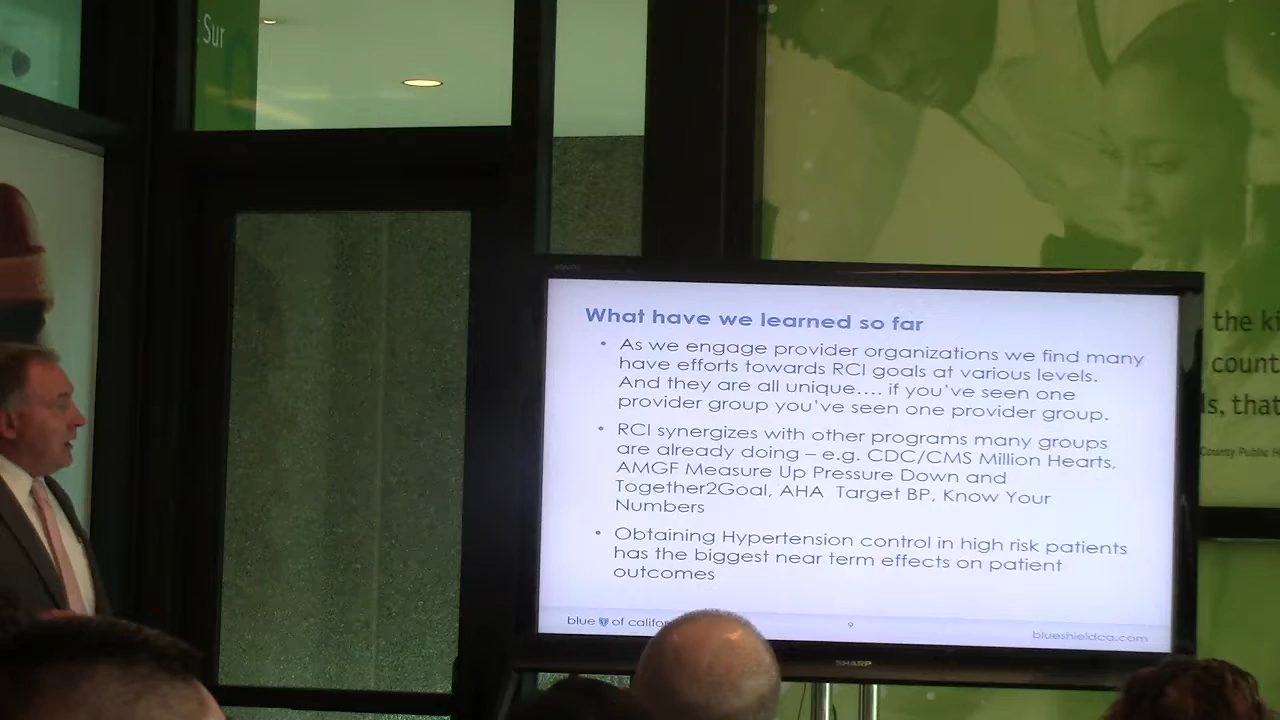 Sur
What have we learned so far
• As we engage provider organizations we find many
have efforts towards RCI goals at various levels.
And they are all unique.... if you've seen one
provider group you've seen one provider group.
• RCI synergizes with other programs many groups
are already doing – e.g. CDC/CMS Million Hearts,
AMGF Measure Up Pressure Down and
Together2Goal, AHA Target BP, Know Your
Numbers
• Obtaining Hypertension control in high risk patients
has the biggest near term effects on patient
outcomes
blue of califor
9
blueshieldca.com
SHARP
the ki
count
ls, that
County Public H